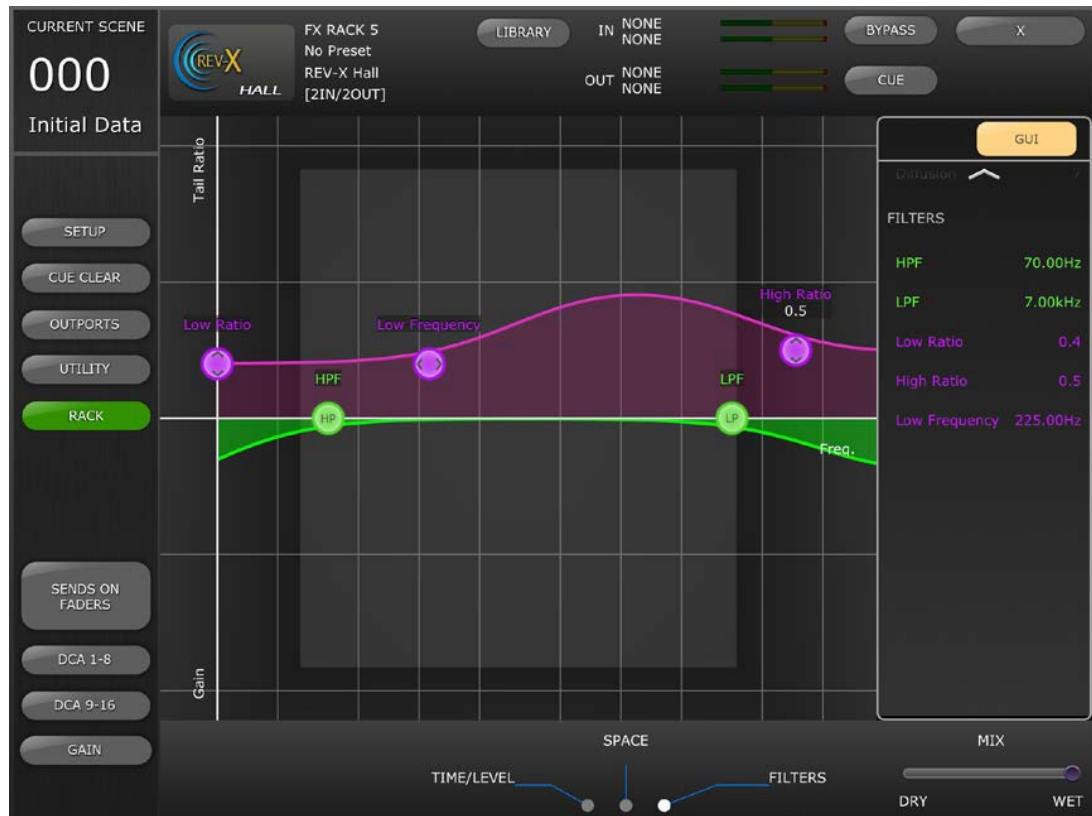 CURRENT SCENE
000
Initial Data
REV-X
HALL
FX RACK 5
No Preset
REV-X Hall
[2IN/2OUT]
LIBRARY
IN NONE
NONE
OUT NONE
NONE
BYPASS
X
CUE
SETUP
CUE CLEAR
OUTPORTS
UTILITY
RACK
SENDS ON
FADERS
DCA 1-8
DCA 9-16
GAIN
Tail Ratio
Low Ratio
Low Frequency
High Ratio
0.5
HPF
HP
LPF
LP
Freq.
Gain
GUI
Diffusion 7
FILTERS
HPF 70.00Hz
LPF 7.00kHz
Low Ratio 0.4
High Ratio 0.5
Low Frequency 225.00Hz
SPACE
TIME/LEVEL
FILTERS
MIX
DRY WET